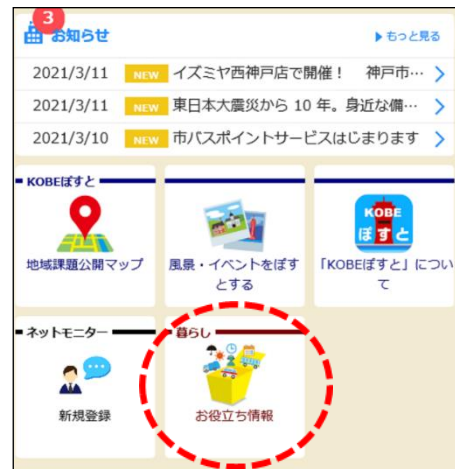 3
お知らせ
もっと見る
2021/3/11 NEW イズミヤ西神戸店で開催！ 神戸市…
2021/3/11 NEW 東日本大震災から 10 年。身近な備…
2021/3/10 NEW 市バスポイントサービスはじまります
KOBEぽすと
地域課題公開マップ
風景・イベントをぽす
とする
KOBE
ぽすと
「KOBEぽすと」につい
て
ネットモニター
新規登録
暮らし
お役立ち情報